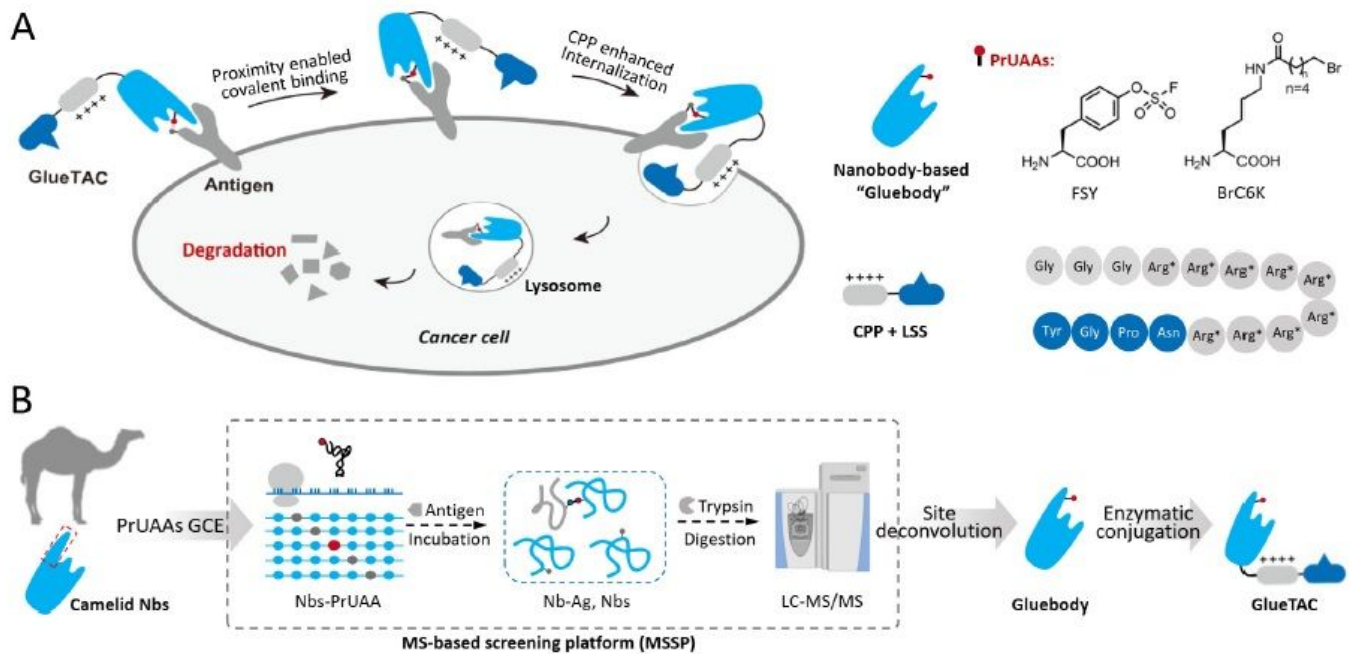 A
GlueTAC
Proximity enabled
covalent binding
Antigen
CPP enhanced
Internalization
++++
++++
++++
++++
Degradation
Lysosome
Cancer cell
Nanobody-based
“Gluebody”
PrUAAs:
O
S
F
O O
H₂N COOH
FSY
O
HN
n
Br
n=4
H₂N COOH
BrC6K
++++
CPP + LSS
Gly Gly Gly Arg* Arg* Arg* Arg* Arg*
Arg*
Tyr Gly Pro Asn Arg* Arg* Arg*
B
Camelid Nbs
PrUAAs GCE
Nbs-PrUAA
Antigen
Incubation
Nb-Ag, Nbs
Trypsin
Digestion
LC-MS/MS
MS-based screening platform (MSSP)
Site
deconvolution
Gluebody
Enzymatic
conjugation
++++
GlueTAC